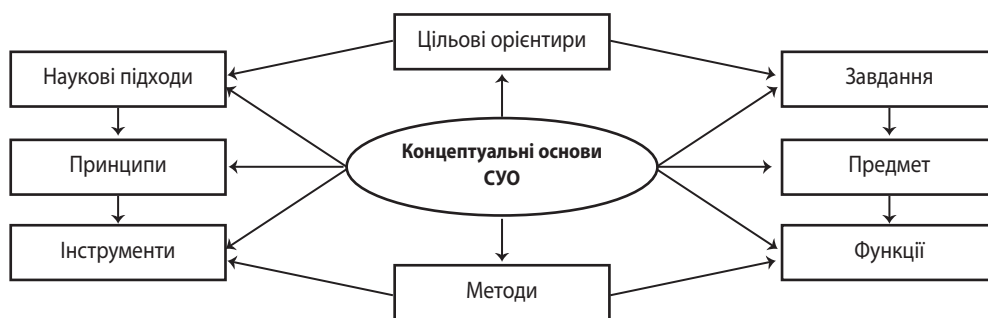 Цільові орієнтири
Наукові підходи
Завдання
Концептуальні основи
СУО
Принципи
Предмет
Інструменти
Функції
Методи